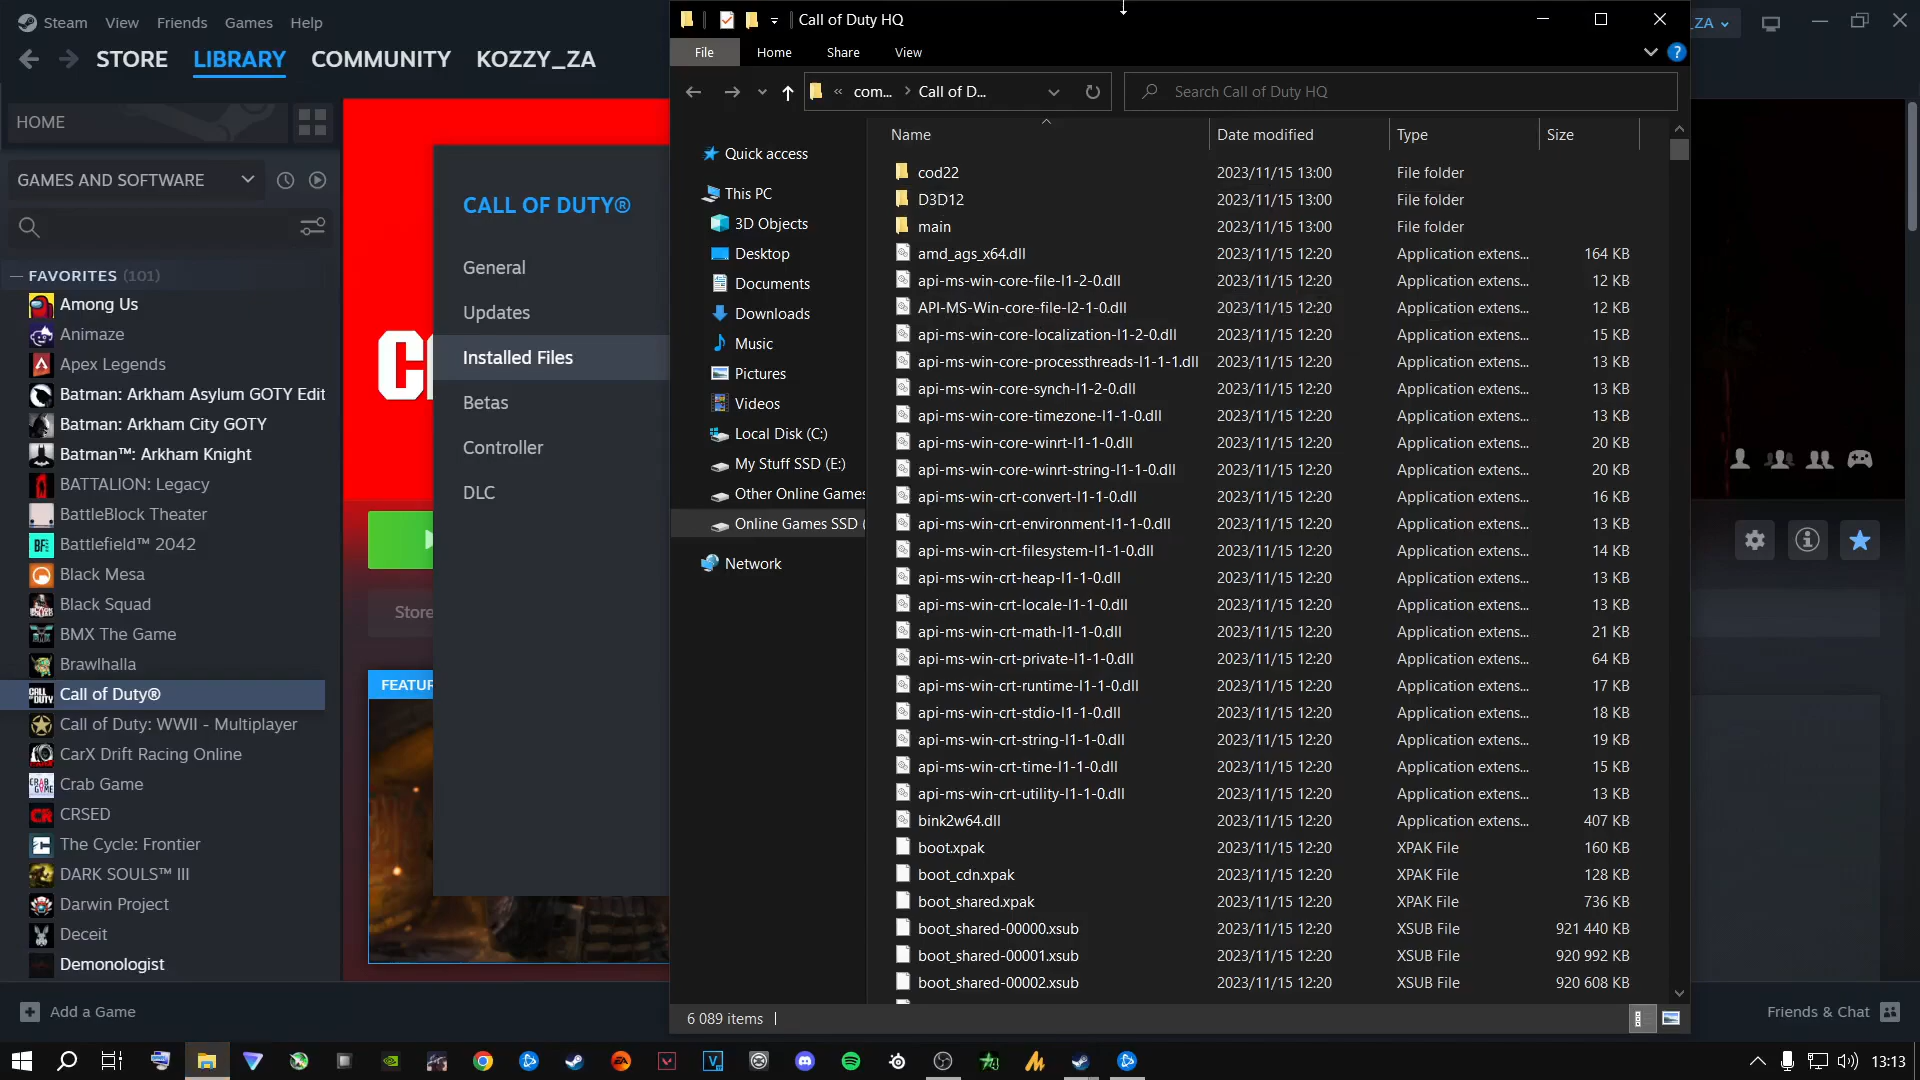 Steam View Friends Games Help
STORE LIBRARY COMMUNITY KOZZY_ZA
HOME
GAMES AND SOFTWARE
— FAVORITES (101)
Among Us
Animaze
Apex Legends
Batman: Arkham Asylum GOTY Edit
Batman: Arkham City GOTY
Batman™: Arkham Knight
BATTALION: Legacy
BattleBlock Theater
Battlefield™ 2042
Black Mesa
Black Squad
BMX The Game
Brawlhalla
Call of Duty®
Call of Duty: WWII - Multiplayer
CarX Drift Racing Online
Crab Game
CRSED
The Cycle: Frontier
DARK SOULS™ III
Darwin Project
Deceit
Demonologist
Add a Game
CALL OF DUTY®
General
Updates
Installed Files
Betas
Controller
DLC
Store
FEATUR
Call of Duty HQ
File Home Share View
« com... > Call of D...
Search Call of Duty HQ
Quick access
This PC
3D Objects
Desktop
Documents
Downloads
Music
Pictures
Videos
Local Disk (C:)
My Stuff SSD (E:)
Other Online Games
Online Games SSD (
Network
Name Date modified Type Size
cod22 2023/11/15 13:00 File folder
D3D12 2023/11/15 13:00 File folder
main 2023/11/15 13:00 File folder
amd_ags_x64.dll 2023/11/15 12:20 Application extens... 164 KB
api-ms-win-core-file-l1-2-0.dll 2023/11/15 12:20 Application extens... 12 KB
API-MS-Win-core-file-l2-1-0.dll 2023/11/15 12:20 Application extens... 12 KB
api-ms-win-core-localization-l1-2-0.dll 2023/11/15 12:20 Application extens... 15 KB
api-ms-win-core-processthreads-l1-1-1.dll 2023/11/15 12:20 Application extens... 13 KB
api-ms-win-core-synch-l1-2-0.dll 2023/11/15 12:20 Application extens... 13 KB
api-ms-win-core-timezone-l1-1-0.dll 2023/11/15 12:20 Application extens... 13 KB
api-ms-win-core-winrt-l1-1-0.dll 2023/11/15 12:20 Application extens... 20 KB
api-ms-win-core-winrt-string-l1-1-0.dll 2023/11/15 12:20 Application extens... 20 KB
api-ms-win-crt-convert-l1-1-0.dll 2023/11/15 12:20 Application extens... 16 KB
api-ms-win-crt-environment-l1-1-0.dll 2023/11/15 12:20 Application extens... 13 KB
api-ms-win-crt-filesystem-l1-1-0.dll 2023/11/15 12:20 Application extens... 14 KB
api-ms-win-crt-heap-l1-1-0.dll 2023/11/15 12:20 Application extens... 13 KB
api-ms-win-crt-locale-l1-1-0.dll 2023/11/15 12:20 Application extens... 13 KB
api-ms-win-crt-math-l1-1-0.dll 2023/11/15 12:20 Application extens... 21 KB
api-ms-win-crt-private-l1-1-0.dll 2023/11/15 12:20 Application extens... 64 KB
api-ms-win-crt-runtime-l1-1-0.dll 2023/11/15 12:20 Application extens... 17 KB
api-ms-win-crt-stdio-l1-1-0.dll 2023/11/15 12:20 Application extens... 18 KB
api-ms-win-crt-string-l1-1-0.dll 2023/11/15 12:20 Application extens... 19 KB
api-ms-win-crt-time-l1-1-0.dll 2023/11/15 12:20 Application extens... 15 KB
api-ms-win-crt-utility-l1-1-0.dll 2023/11/15 12:20 Application extens... 13 KB
bink2w64.dll 2023/11/15 12:20 Application extens... 407 KB
boot.xpak 2023/11/15 12:20 XPAK File 160 KB
boot_cdn.xpak 2023/11/15 12:20 XPAK File 128 KB
boot_shared.xpak 2023/11/15 12:20 XPAK File 736 KB
boot_shared-00000.xsub 2023/11/15 12:20 XSUB File 921 440 KB
boot_shared-00001.xsub 2023/11/15 12:20 XSUB File 920 992 KB
boot_shared-00002.xsub 2023/11/15 12:20 XSUB File 920 608 KB
6 089 items
_ZA
Friends & Chat
13:13